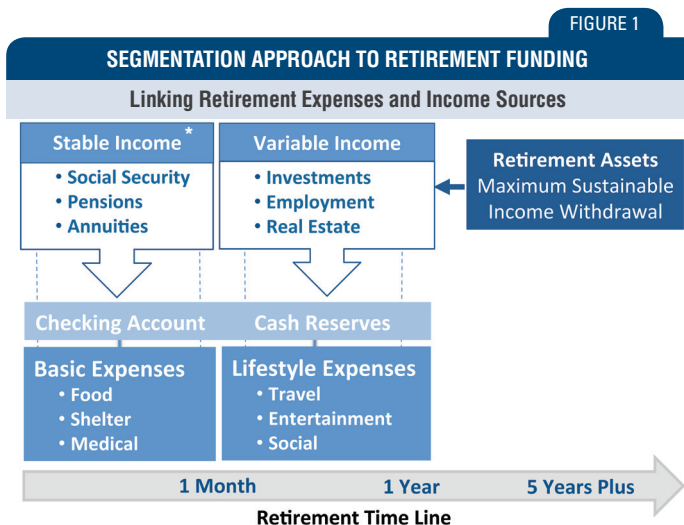 FIGURE 1
SEGMENTATION APPROACH TO RETIREMENT FUNDING
Linking Retirement Expenses and Income Sources
Stable Income*
• Social Security
• Pensions
• Annuities
Variable Income
• Investments
• Employment
• Real Estate
Retirement Assets
Maximum Sustainable
Income Withdrawal
Checking Account
Cash Reserves
Basic Expenses
• Food
• Shelter
• Medical
Lifestyle Expenses
• Travel
• Entertainment
• Social
1 Month
1 Year
5 Years Plus
Retirement Time Line